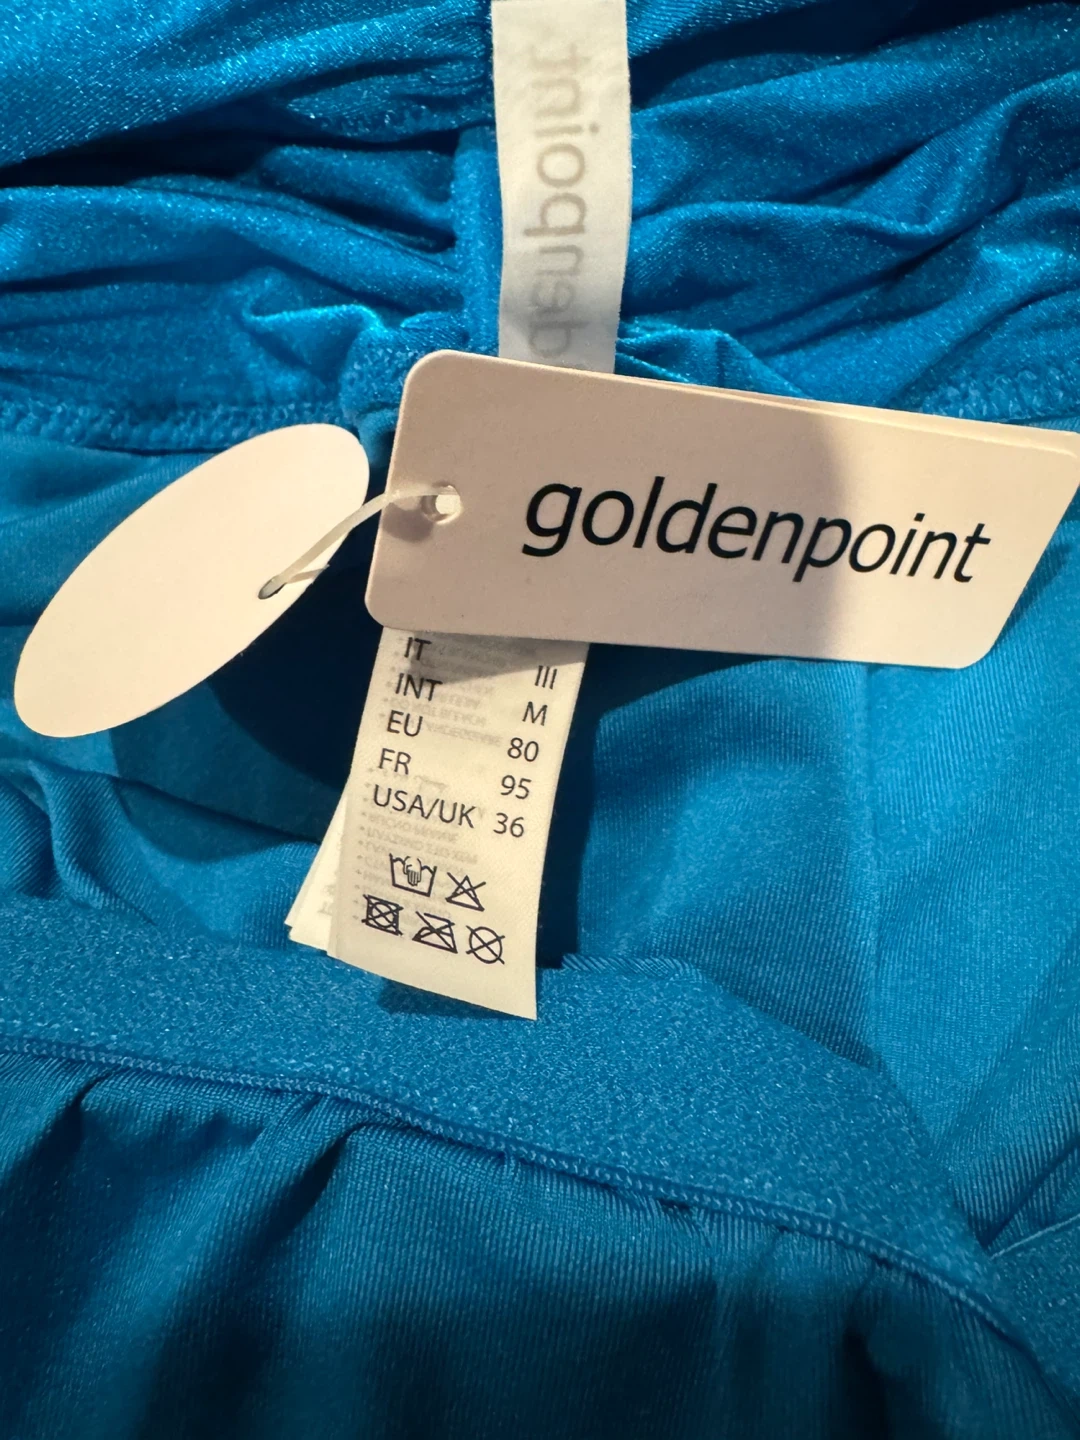 goldenpoint
goldenpoint
IT III
INT M
EU 80
FR 95
USA/UK 36